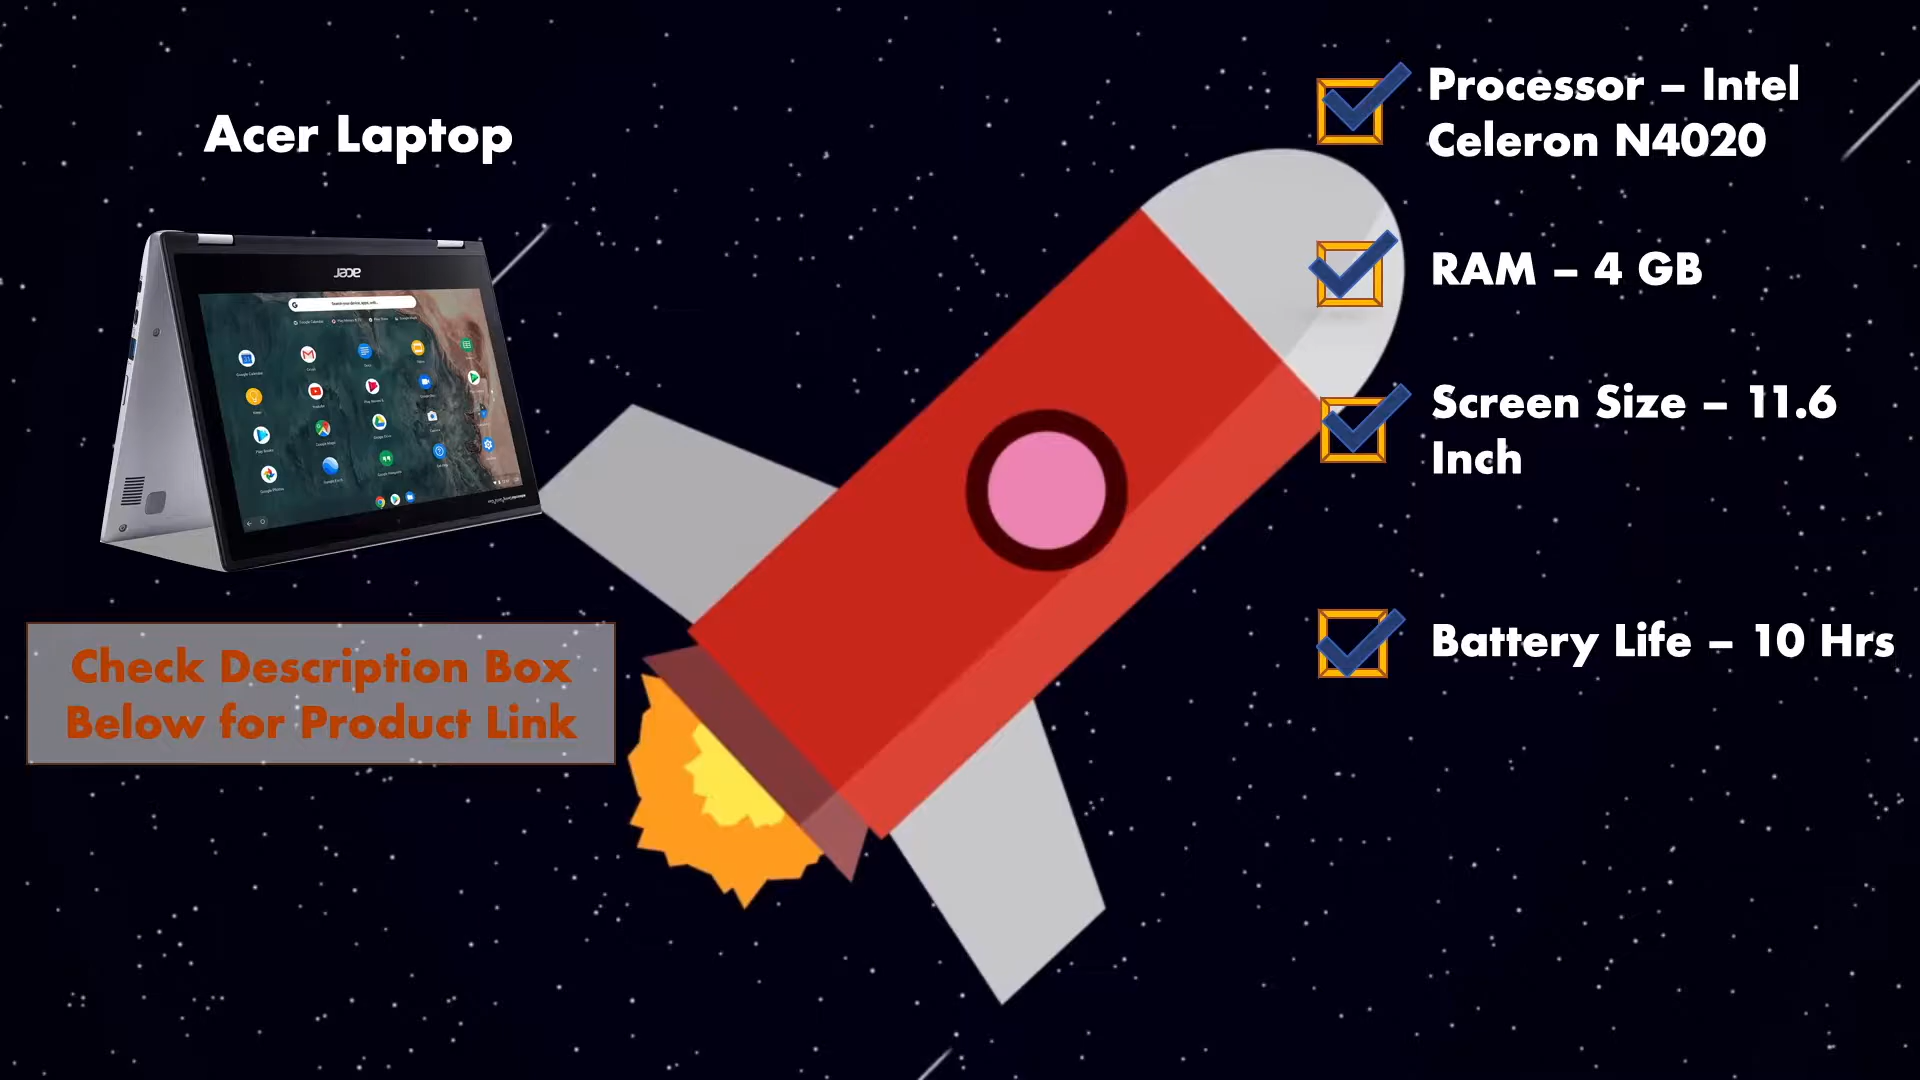 Acer Laptop
acer
Check Description Box
Below for Product Link
Processor – Intel
Celeron N4020
RAM – 4 GB
Screen Size – 11.6
Inch
Battery Life – 10 Hrs